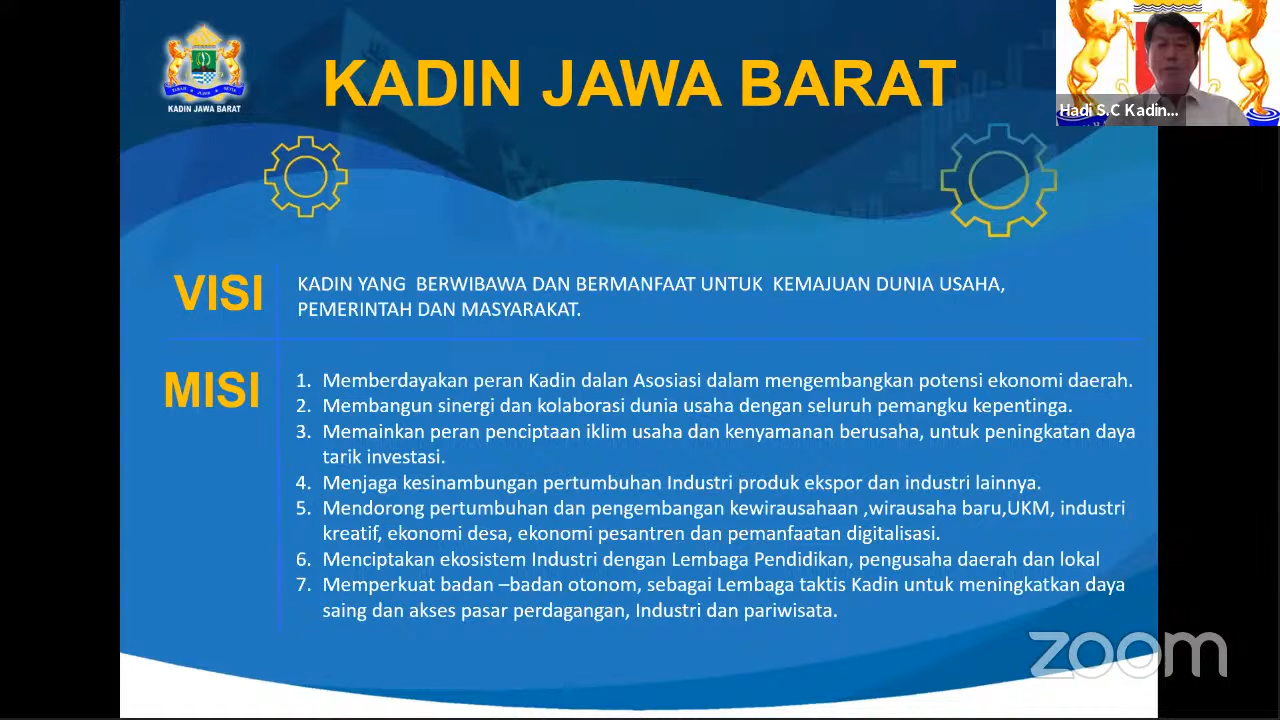 KADIN JAWA BARAT
KADIN JAWA BARAT
Hadi S.C Kadin...
VISI
KADIN YANG BERWIBAWA DAN BERMANFAAT UNTUK KEMAJUAN DUNIA USAHA,
PEMERINTAH DAN MASYARAKAT.
MISI
1. Memberdayakan peran Kadin dalan Asosiasi dalam mengembangkan potensi ekonomi daerah.
2. Membangun sinergi dan kolaborasi dunia usaha dengan seluruh pemangku kepentinga.
3. Memainkan peran penciptaan iklim usaha dan kenyamanan berusaha, untuk peningkatan daya
tarik investasi.
4. Menjaga kesinambungan pertumbuhan Industri produk ekspor dan industri lainnya.
5. Mendorong pertumbuhan dan pengembangan kewirausahaan ,wirausaha baru,UKM, industri
kreatif, ekonomi desa, ekonomi pesantren dan pemanfaatan digitalisasi.
6. Menciptakan ekosistem Industri dengan Lembaga Pendidikan, pengusaha daerah dan lokal
7. Memperkuat badan –badan otonom, sebagai Lembaga taktis Kadin untuk meningkatkan daya
saing dan akses pasar perdagangan, Industri dan pariwisata.
zoom